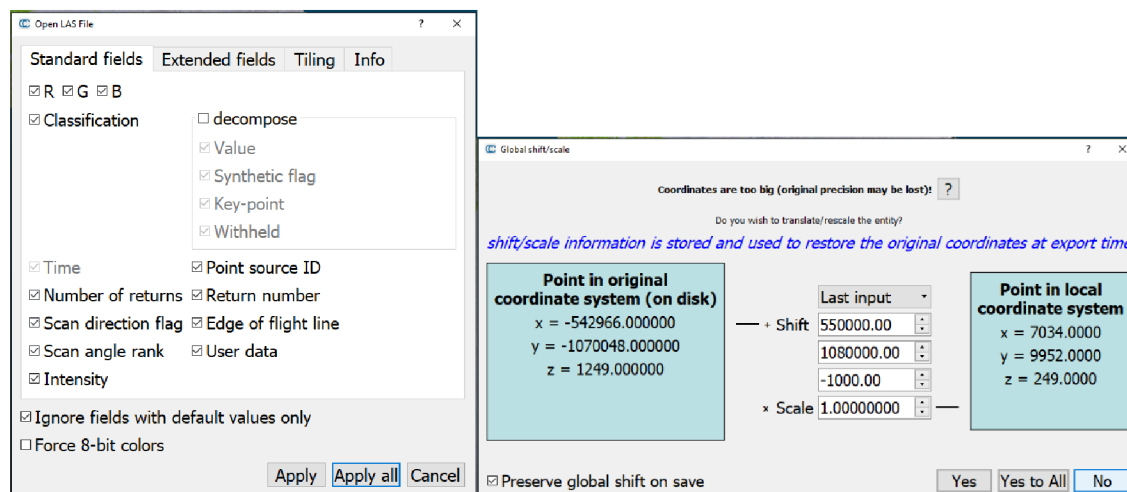 Open LAS File
?
Standard fields Extended fields Tiling Info
R G B
Classification decompose
Value
Synthetic flag
Key-point
Withheld
Time Point source ID
Number of returns Return number
Scan direction flag Edge of flight line
Scan angle rank User data
Intensity
Ignore fields with default values only
Force 8-bit colors
Apply Apply all Cancel
Global shift/scale
?
Coordinates are too big (original precision may be lost)! ?
Do you wish to translate/rescale the entity?
shift/scale information is stored and used to restore the original coordinates at export time
Point in original
coordinate system (on disk)
x = -542966.000000
y = -1070048.000000
z = 1249.000000
Last input
+ Shift 550000.00
1080000.00
-1000.00
× Scale 1.00000000
Point in local
coordinate system
x = 7034.0000
y = 9952.0000
z = 249.0000
Preserve global shift on save
Yes Yes to All No